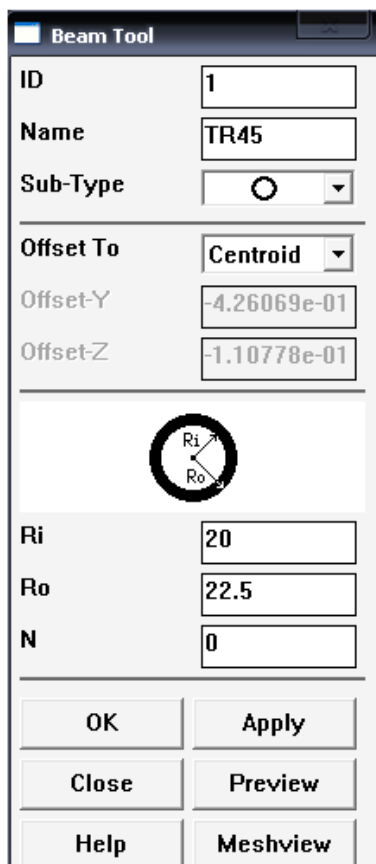 Beam Tool
ID 1
Name TR45
Sub-Type
Offset To Centroid
Offset-Y -4.26069e-01
Offset-Z -1.10778e-01
Ri
Ro
Ri 20
Ro 22.5
N 0
OK Apply
Close Preview
Help Meshview